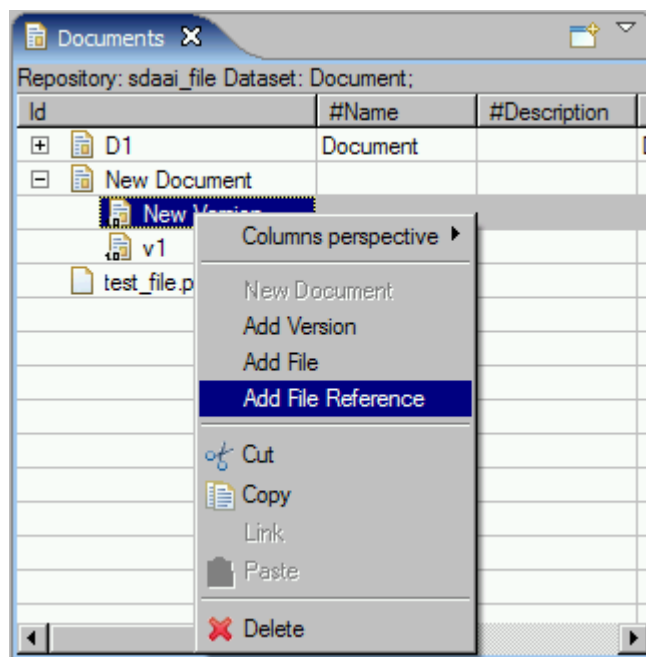 Documents
Repository: sdaai_file Dataset: Document;
Id #Name #Description
D1 Document
New Document
New Version
v1
test_file.p
Columns perspective
New Document
Add Version
Add File
Add File Reference
Cut
Copy
Link
Paste
Delete